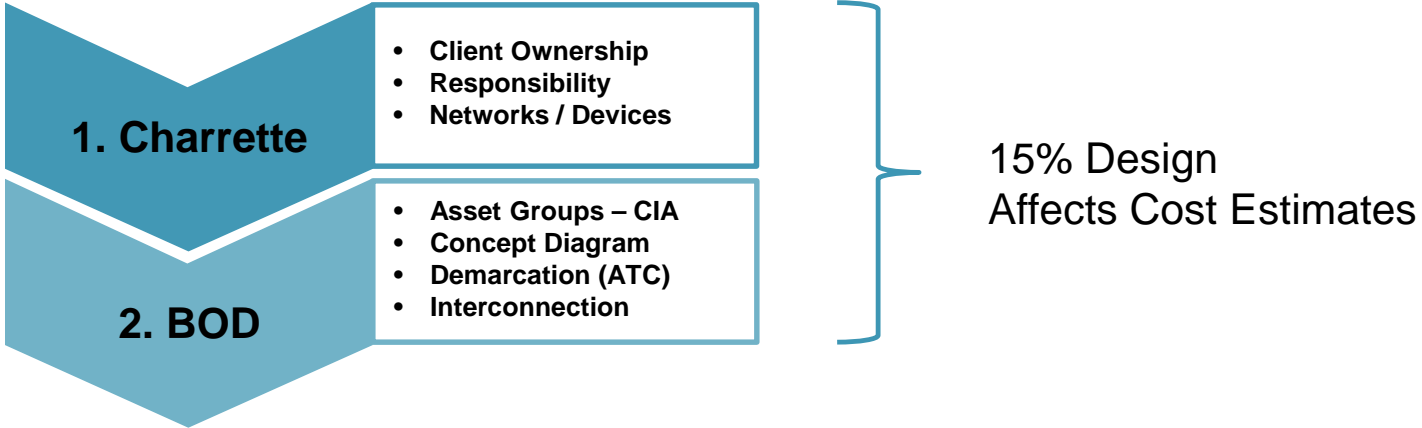 1. Charrette
• Client Ownership
• Responsibility
• Networks / Devices
2. BOD
• Asset Groups – CIA
• Concept Diagram
• Demarcation (ATC)
• Interconnection
15% Design
Affects Cost Estimates